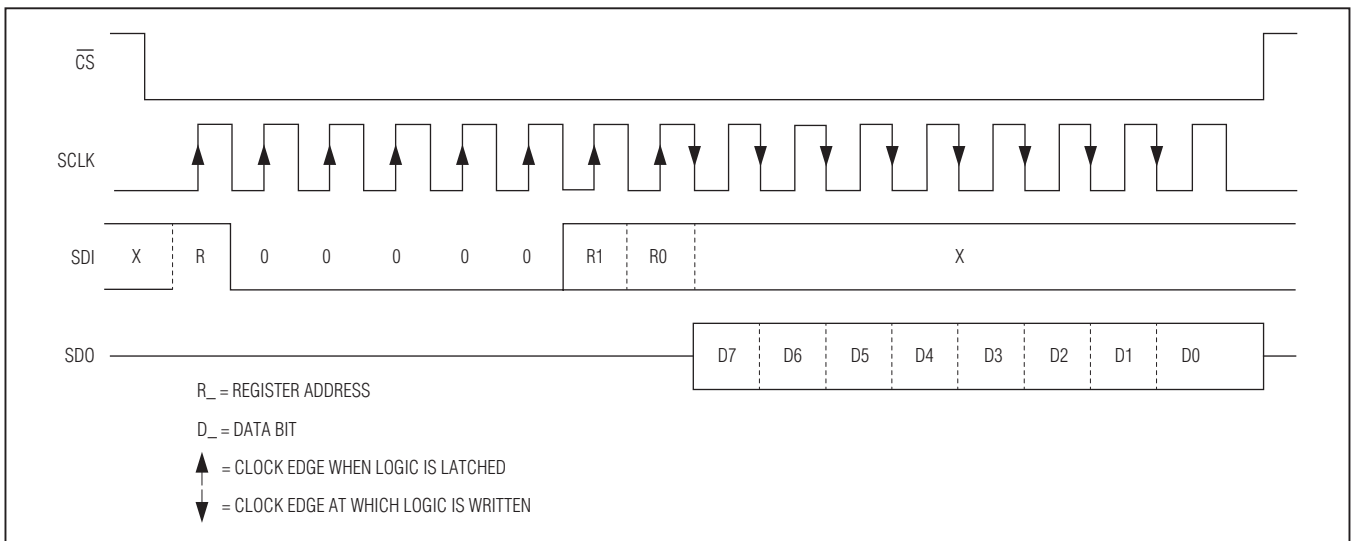 CS
SCLK
SDI X R 0 0 0 0 0 R1 R0 X
SDO D7 D6 D5 D4 D3 D2 D1 D0
R_ = REGISTER ADDRESS
D_ = DATA BIT
= CLOCK EDGE WHEN LOGIC IS LATCHED
= CLOCK EDGE AT WHICH LOGIC IS WRITTEN